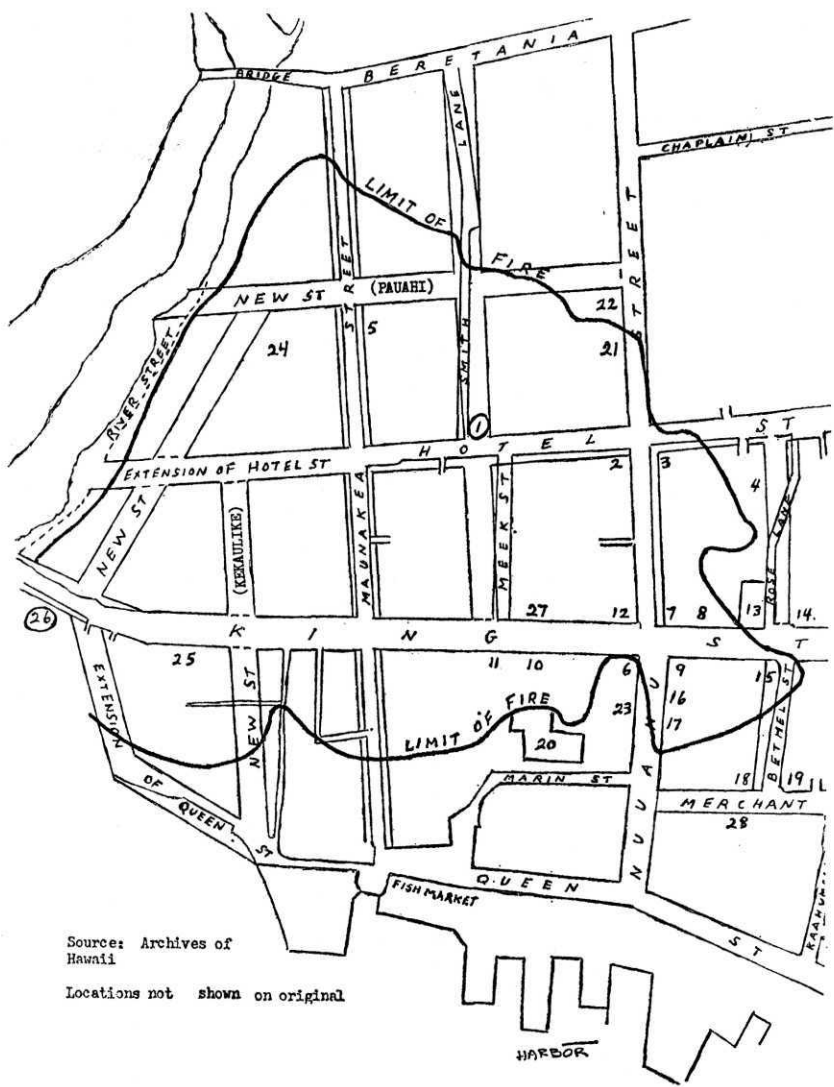 BRIDGE
BERETANIA
LANE
CHAPLAIN ST
LIMIT OF
FIRE
STREET
STREET
NEW ST
(PAUAHI)
22
5
24
21
SMITH
RIVER STREET
1
HOTEL
ST
EXTENSION OF HOTEL ST
2
3
4
NEW ST
(KEKAULIKE)
MAUNAKEA
MEEK ST
ROSE LANE
26
27
12
7
8
13
14.
KING
ST
25
11
10
6
9
15
EXTENSION
NEW ST
LIMIT OF FIRE
23
16
17
20
BETHEL ST
MARIN ST
18
19
OF QUEEN
ST
NUUANU
MERCHANT
28
FISHMARKET
QUEEN
ST
KAAHUM
Source: Archives of
Hawaii
Locations not shown on original
HARBOR